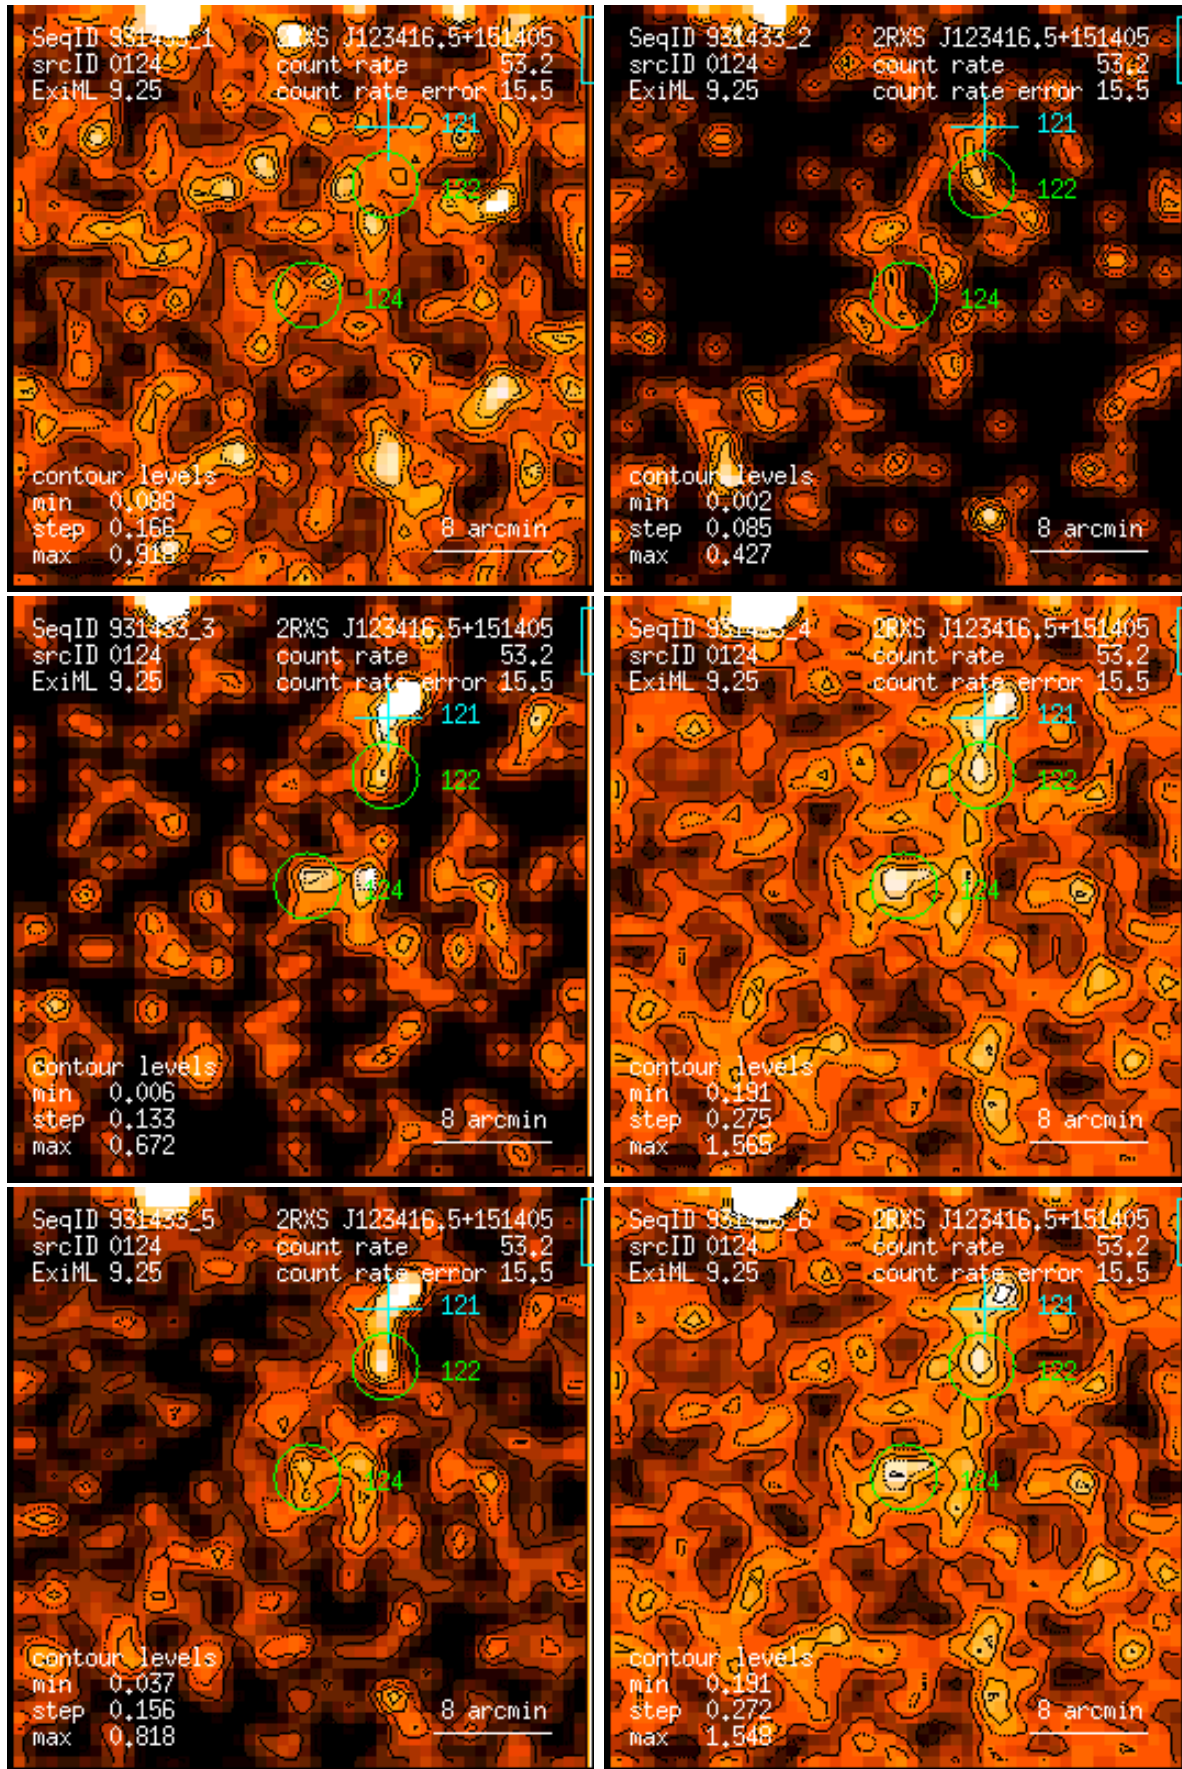 SeqID 931433_1 2RXS J123416.5+151405
srcID 0124 count rate 53.2
ExiML 9.25 count rate error 15.5
121
122
124
contour levels
min 0.088
step 0.166 8 arcmin
max 0.918
SeqID 931433_2 2RXS J123416.5+151405
srcID 0124 count rate 53.2
ExiML 9.25 count rate error 15.5
121
122
124
contour levels
min 0.002
step 0.085 8 arcmin
max 0.427
SeqID 931433_3 2RXS J123416.5+151405
srcID 0124 count rate 53.2
ExiML 9.25 count rate error 15.5
121
122
124
contour levels
min 0.006
step 0.133 8 arcmin
max 0.672
SeqID 931433_4 2RXS J123416.5+151405
srcID 0124 count rate 53.2
ExiML 9.25 count rate error 15.5
121
122
124
contour levels
min 0.191
step 0.275 8 arcmin
max 1.565
SeqID 931433_5 2RXS J123416.5+151405
srcID 0124 count rate 53.2
ExiML 9.25 count rate error 15.5
121
122
124
contour levels
min 0.037
step 0.156 8 arcmin
max 0.818
SeqID 931433_6 2RXS J123416.5+151405
srcID 0124 count rate 53.2
ExiML 9.25 count rate error 15.5
121
122
124
contour levels
min 0.191
step 0.272 8 arcmin
max 1.548